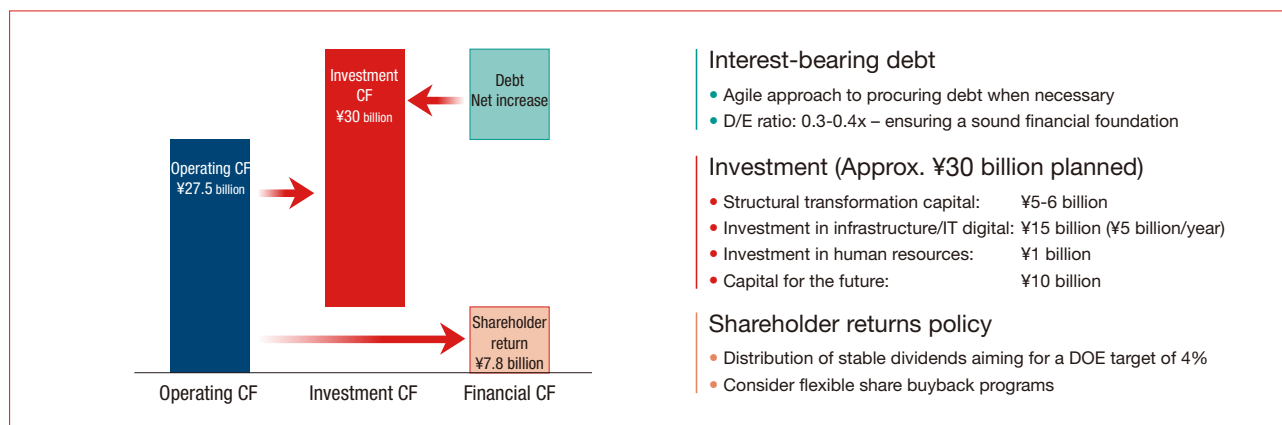 Investment
CF
¥30 billion
Debt
Net increase
Operating CF
¥27.5 billion
Shareholder
return
¥7.8 billion
Operating CF
Investment CF
Financial CF
Interest-bearing debt
• Agile approach to procuring debt when necessary
• D/E ratio: 0.3-0.4x – ensuring a sound financial foundation
Investment (Approx. ¥30 billion planned)
• Structural transformation capital: ¥5-6 billion
• Investment in infrastructure/IT digital: ¥15 billion (¥5 billion/year)
• Investment in human resources: ¥1 billion
• Capital for the future: ¥10 billion
Shareholder returns policy
• Distribution of stable dividends aiming for a DOE target of 4%
• Consider flexible share buyback programs